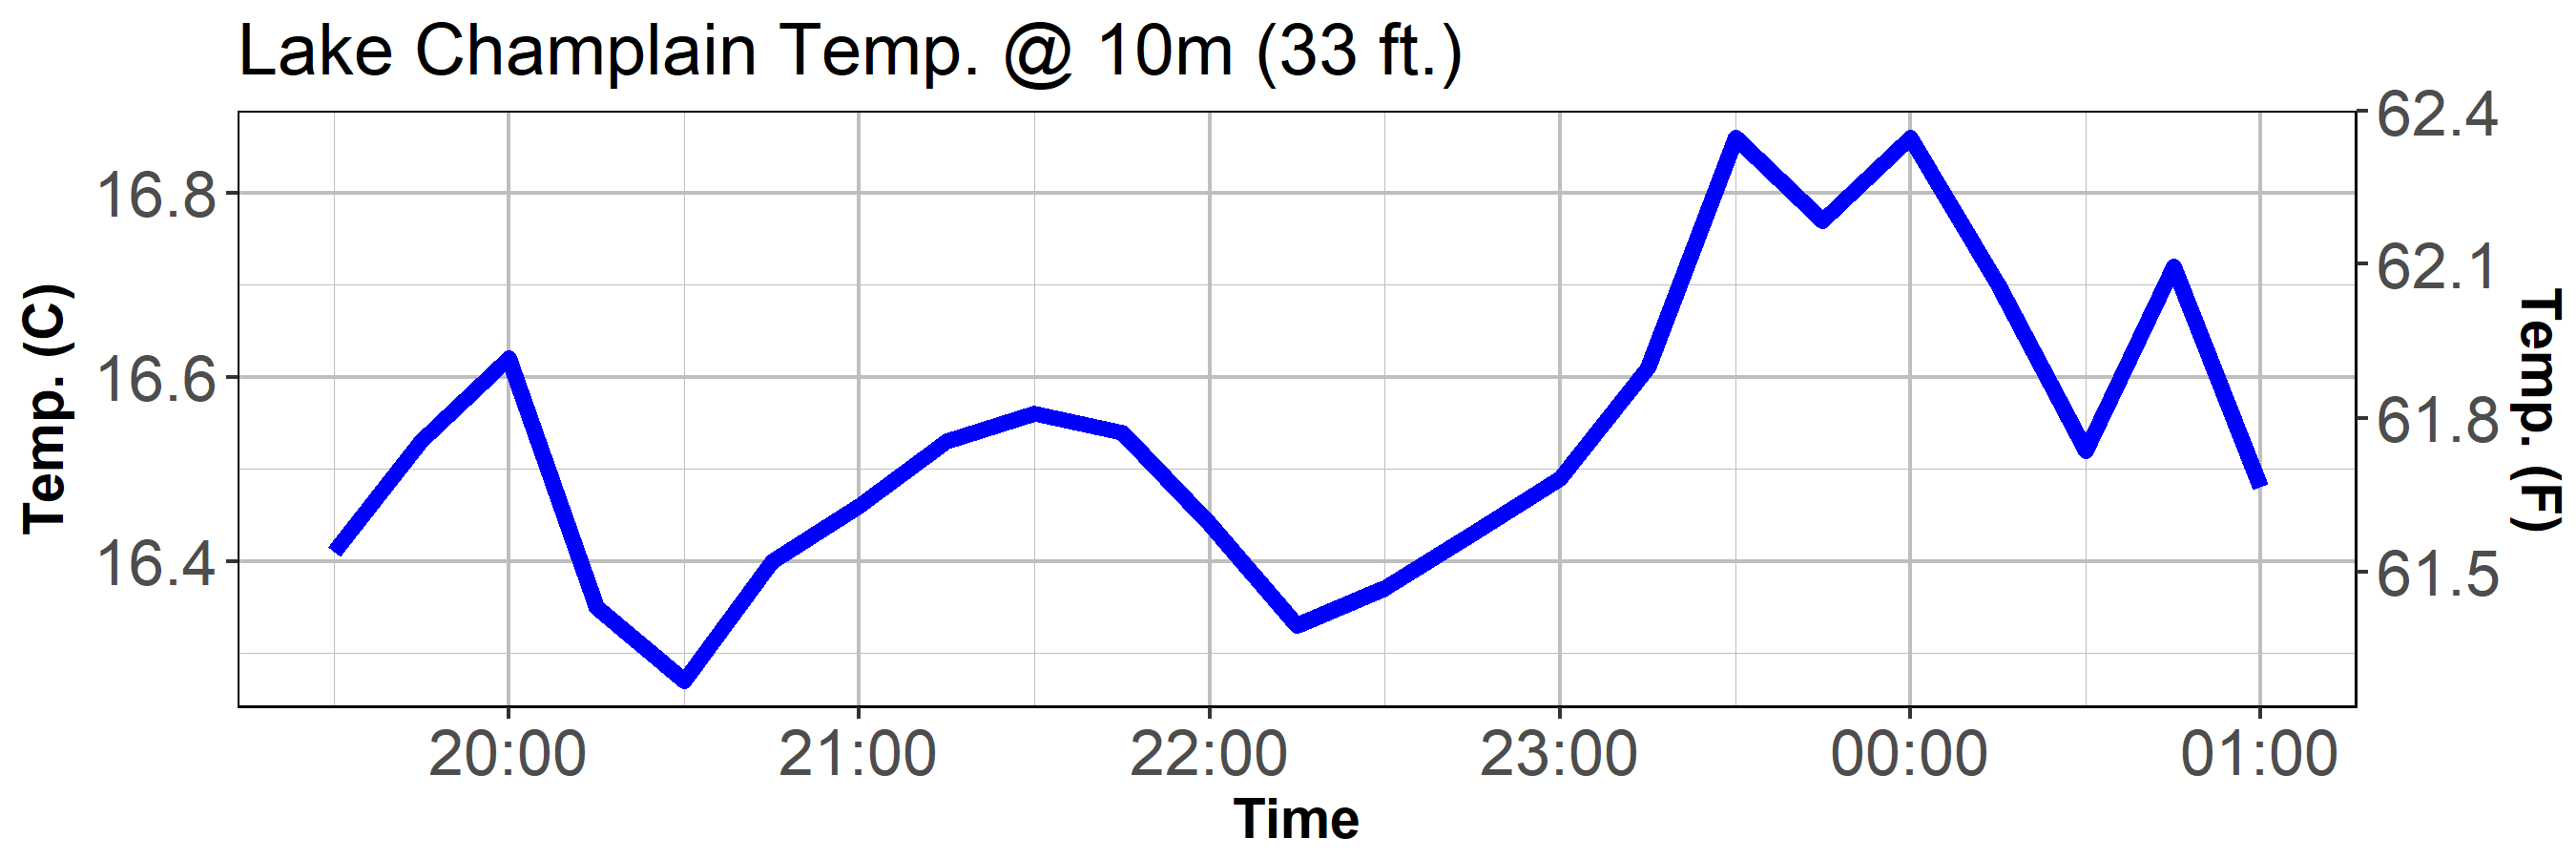 Lake Champlain Temp. @ 10m (33 ft.)
Temp. (C)
16.8
16.6
16.4
62.4
62.1
61.8
61.5
Temp. (F)
20:00 21:00 22:00 23:00 00:00 01:00
Time